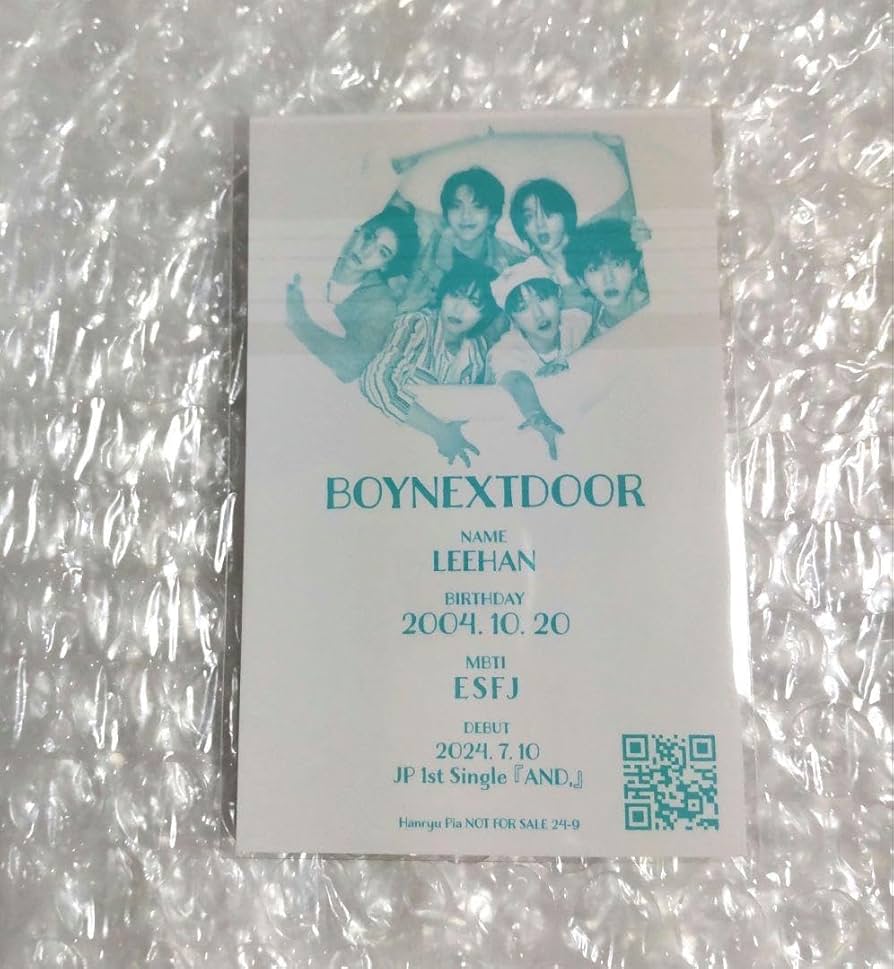 BOYNEXTDOOR
NAME
LEEHAN
BIRTHDAY
2004. 10. 20
MBTI
ESFJ
DEBUT
2024. 7. 10
JP 1st Single『AND,』
Hanryu Pia NOT FOR SALE 24-9